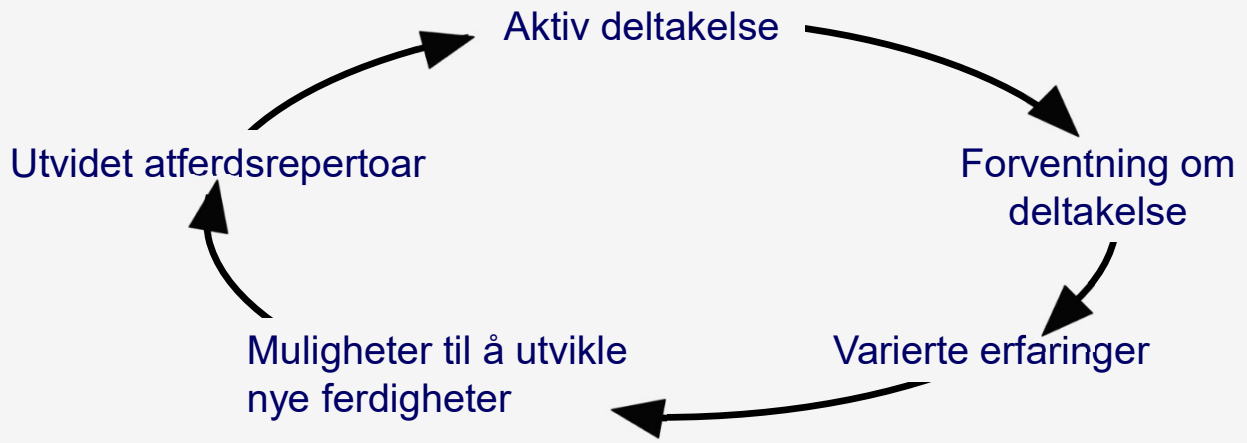 Aktiv deltakelse
Utvidet atferdsrepertoar
Forventning om
deltakelse
Muligheter til å utvikle
nye ferdigheter
Varierte erfaringer